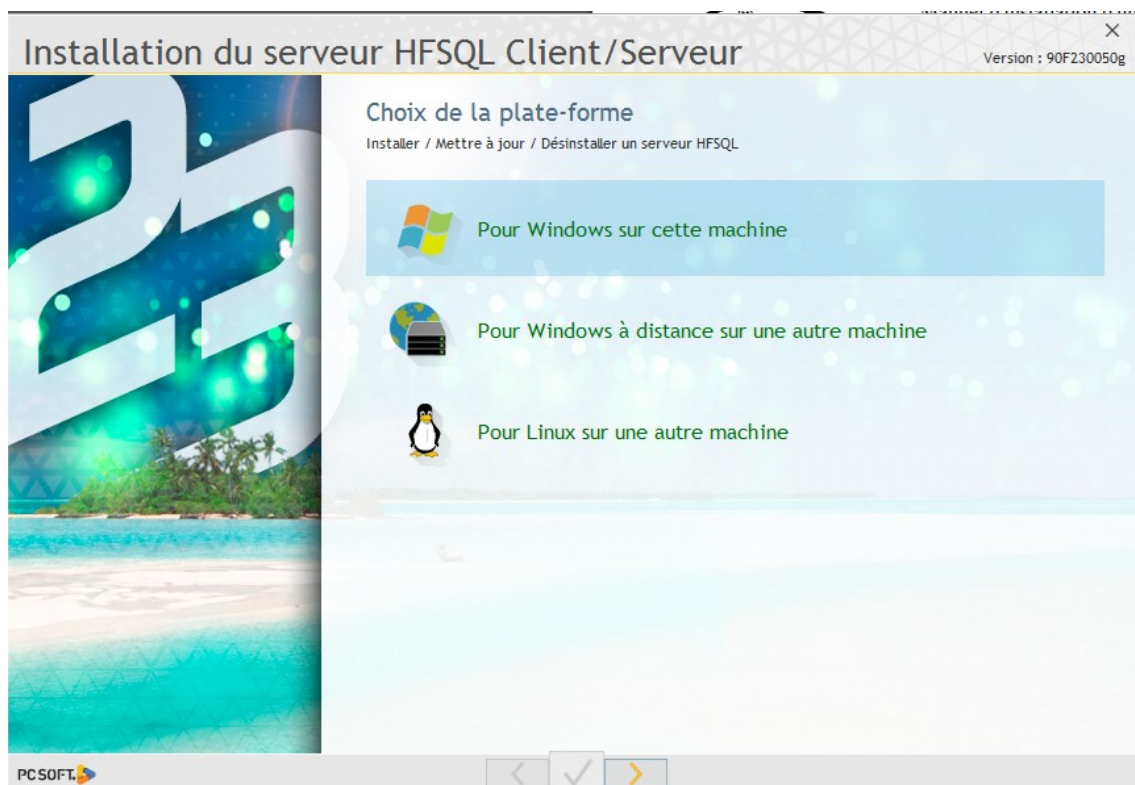 Installation du serveur HFSQL Client/Serveur
Version : 90F230050g
Choix de la plate-forme
Installer / Mettre à jour / Désinstaller un serveur HFSQL
Pour Windows sur cette machine
Pour Windows à distance sur une autre machine
Pour Linux sur une autre machine
PC SOFT